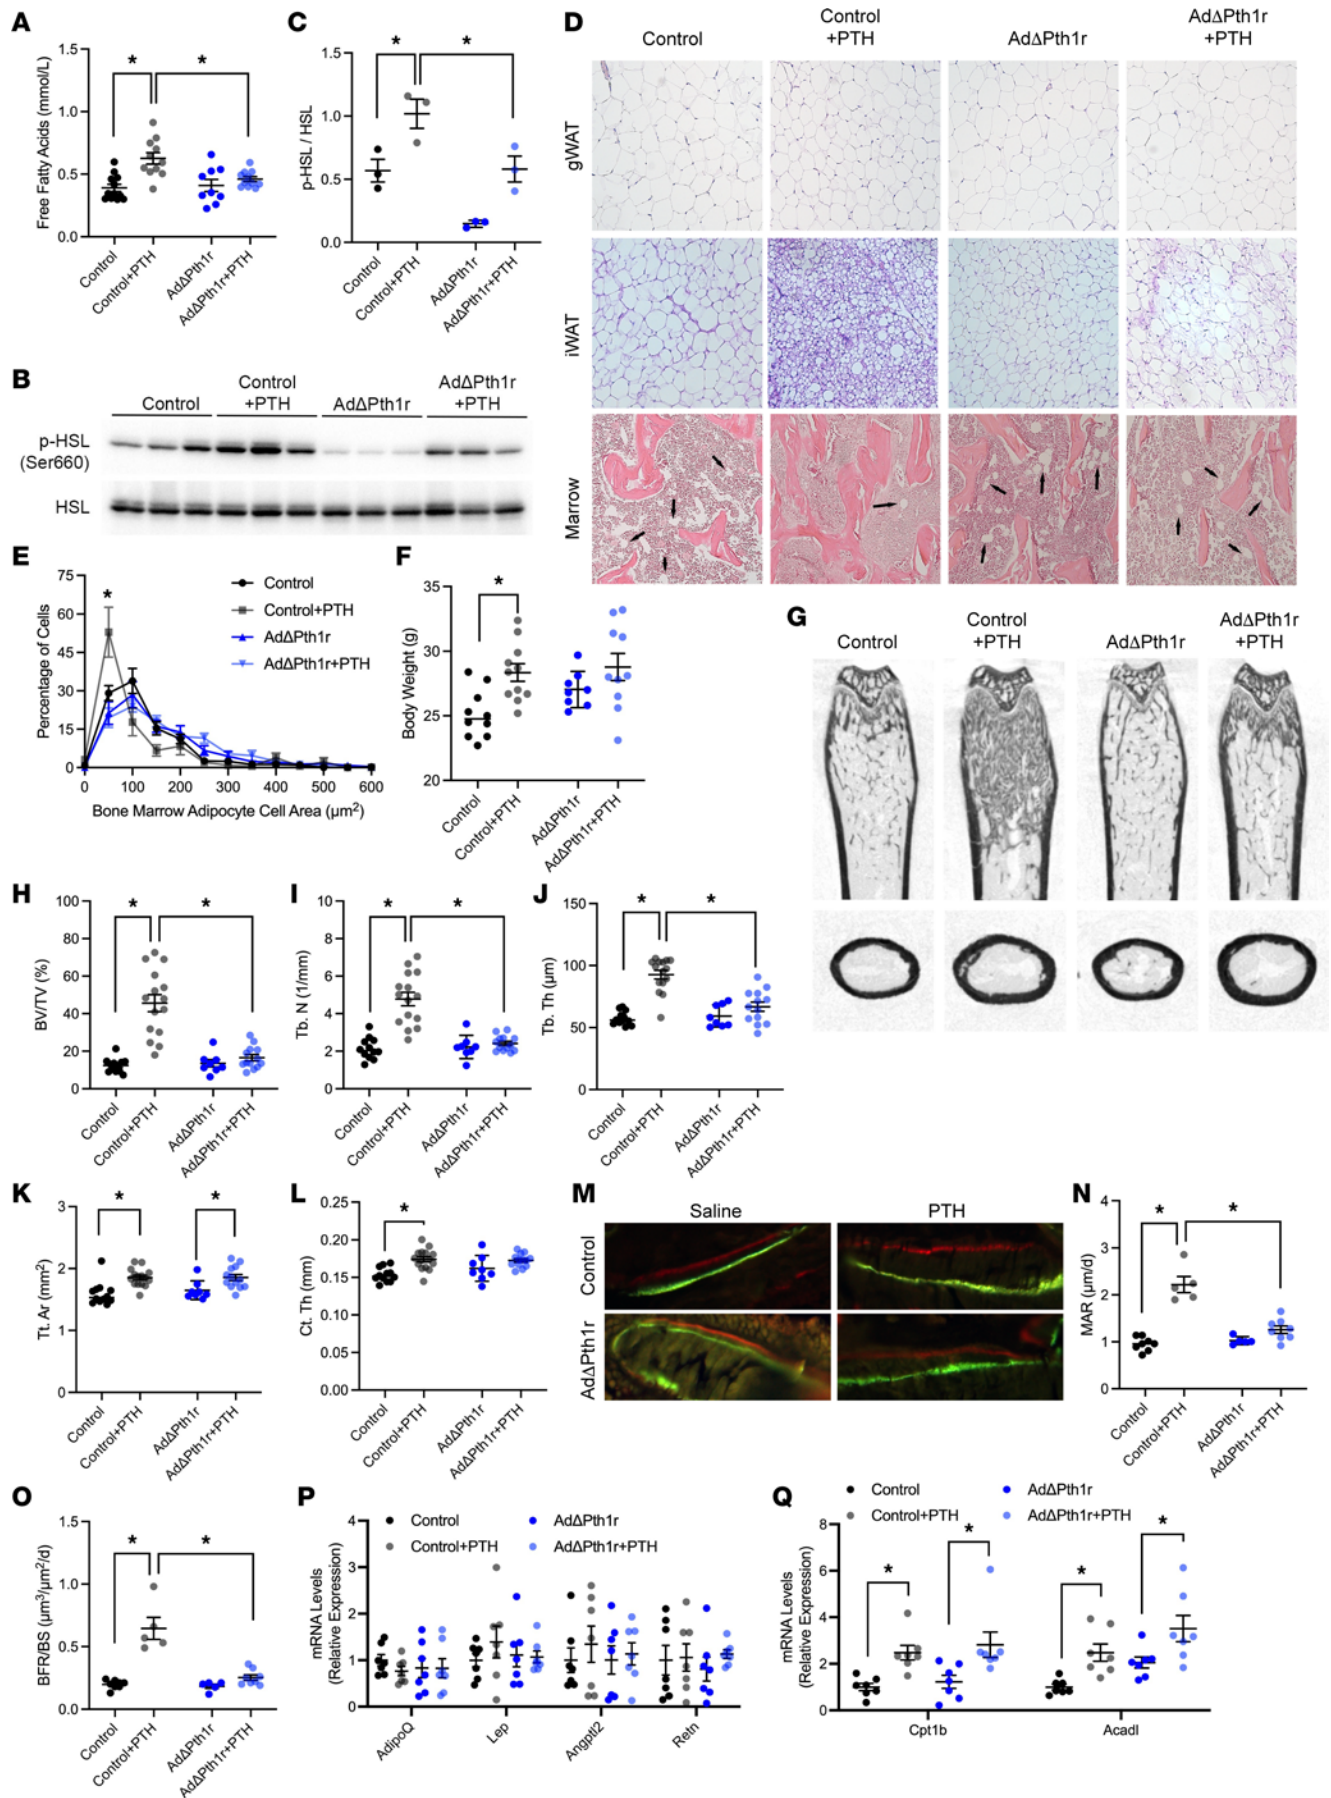 A
Free Fatty Acids (mmol/L)
1.5
1.0
0.5
0.0
*
*
Control
Control+PTH
AdΔPth1r
AdΔPth1r+PTH
C
p-HSL / HSL
1.5
1.0
0.5
0.0
*
*
Control
Control+PTH
AdΔPth1r
AdΔPth1r+PTH
D
Control
Control
+PTH
AdΔPth1r
AdΔPth1r
+PTH
gWAT
iWAT
Marrow
B
Control
Control
+PTH
AdΔPth1r
AdΔPth1r
+PTH
p-HSL
(Ser660)
HSL
E
Percentage of Cells
75
60
45
30
15
0
*
Control
Control+PTH
AdΔPth1r
AdΔPth1r+PTH
0 100 200 300 400 500 600
Bone Marrow Adipocyte Cell Area (µm²)
F
Body Weight (g)
35
30
25
20
*
Control
Control+PTH
AdΔPth1r
AdΔPth1r+PTH
G
Control
Control
+PTH
AdΔPth1r
AdΔPth1r
+PTH
H
BV/TV (%)
100
80
60
40
20
0
*
*
Control
Control+PTH
AdΔPth1r
AdΔPth1r+PTH
I
Tb. N (1/mm)
10
8
6
4
2
0
*
*
Control
Control+PTH
AdΔPth1r
AdΔPth1r+PTH
J
Tb. Th (µm)
150
100
50
0
*
*
Control
Control+PTH
AdΔPth1r
AdΔPth1r+PTH
K
Tt. Ar (mm²)
3
2
1
0
*
*
Control
Control+PTH
AdΔPth1r
AdΔPth1r+PTH
L
Ct. Th (mm)
0.25
0.20
0.15
0.10
0.05
0.00
*
Control
Control+PTH
AdΔPth1r
AdΔPth1r+PTH
M
Saline
PTH
Control
AdΔPth1r
N
MAR (µm/d)
4
3
2
1
0
*
*
Control
Control+PTH
AdΔPth1r
AdΔPth1r+PTH
O
BFR/BS (µm³/µm²/d)
1.5
1.0
0.5
0.0
*
*
Control
Control+PTH
AdΔPth1r
AdΔPth1r+PTH
P
mRNA Levels
(Relative Expression)
4
3
2
1
0
Control
Control+PTH
AdΔPth1r
AdΔPth1r+PTH
AdipoQ
Lep
Angptl2
Retn
Q
mRNA Levels
(Relative Expression)
8
6
4
2
0
Control
Control+PTH
AdΔPth1r
AdΔPth1r+PTH
*
*
*
*
Cpt1b
Acadl